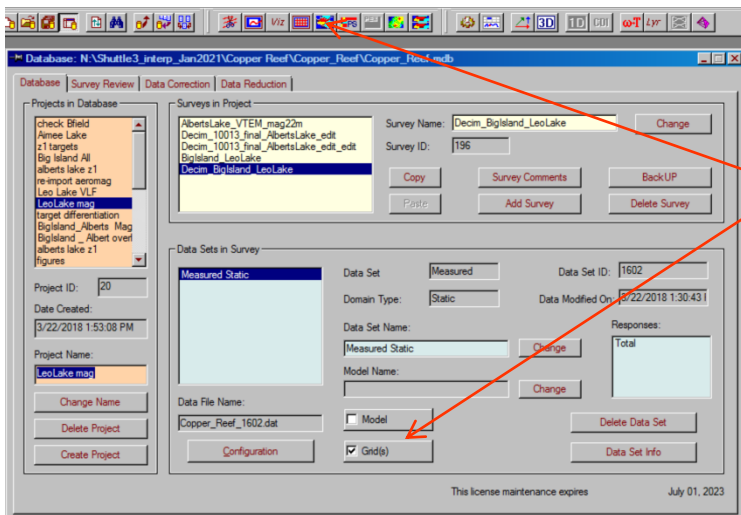 Viz
FFG
3D
1D
CDI
ω-T
Lyr
Database: N:\Shuttle3_interp_Jan2021\Copper Reef\Copper_Reef\Copper_Reef.mdb
Database
Survey Review
Data Correction
Data Reduction
Projects in Database
check Bfield
Aimee Lake
z1 targets
Big Island All
alberts lake z1
re-import aeromag
Leo Lake VLF
LeoLake mag
target differentiation
BigIsland_Alberts Mag
BigIsland _ Albert overl
alberts lake z1
figures
Project ID:
20
Date Created:
3/22/2018 1:53:08 PM
Project Name:
LeoLake mag
Change Name
Delete Project
Create Project
Surveys in Project
AlbertsLake_VTEM_mag22m
Decim_10013_final_AlbertsLake_edit
Decim_10013_final_AlbertsLake_edit_edit
BigIsland_LeoLake
Decim_BigIsland_LeoLake
Survey Name:
Decim_BigIsland_LeoLake
Change
Survey ID:
196
Copy
Survey Comments
BackUP
Paste
Add Survey
Delete Survey
Data Sets in Survey
Measured Static
Data Set
Measured
Data Set ID:
1602
Domain Type:
Static
Data Modified On:
3/22/2018 1:30:43
Data Set Name:
Measured Static
Change
Responses:
Total
Model Name:
Change
Data File Name:
Copper_Reef_1602.dat
Model
Delete Data Set
Configuration
Grid(s)
Data Set Info
This license maintenance expires
July 01, 2023